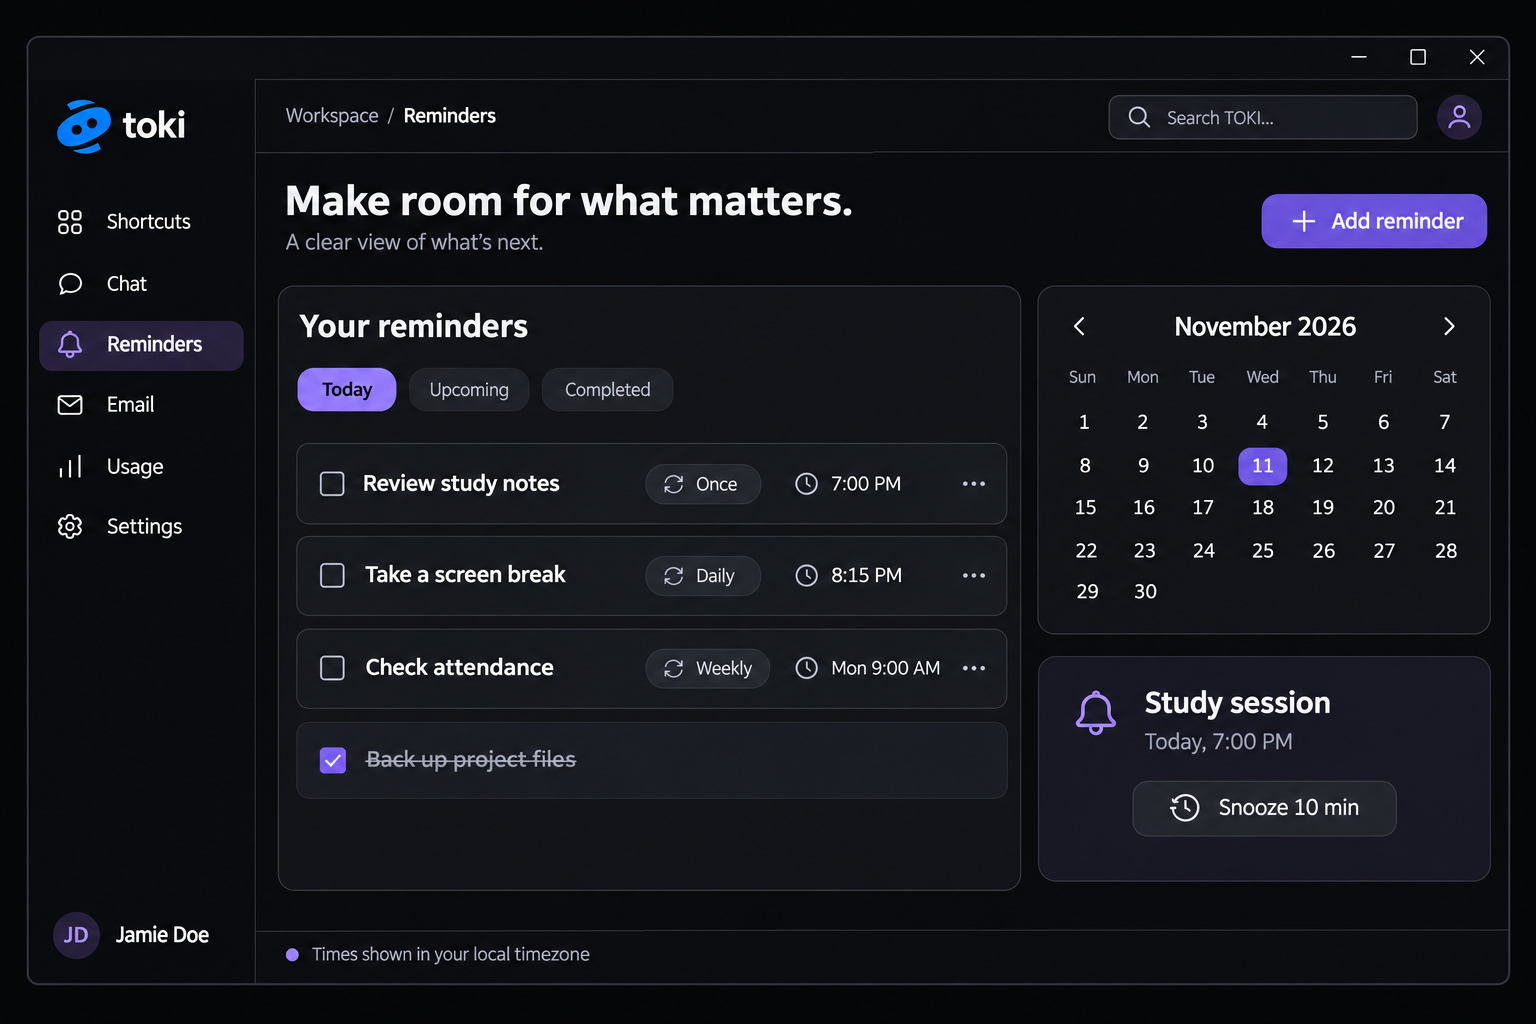 toki
Shortcuts
Chat
Reminders
Email
Usage
Settings
JD Jamie Doe
Workspace / Reminders
Search TOKI...
Make room for what matters.
A clear view of what's next.
Add reminder
Your reminders
Today Upcoming Completed
Review study notes Once 7:00 PM
Take a screen break Daily 8:15 PM
Check attendance Weekly Mon 9:00 AM
Back up project files
November 2026
Sun Mon Tue Wed Thu Fri Sat
1 2 3 4 5 6 7
8 9 10 11 12 13 14
15 16 17 18 19 20 21
22 23 24 25 26 27 28
29 30
Study session
Today, 7:00 PM
Snooze 10 min
Times shown in your local timezone